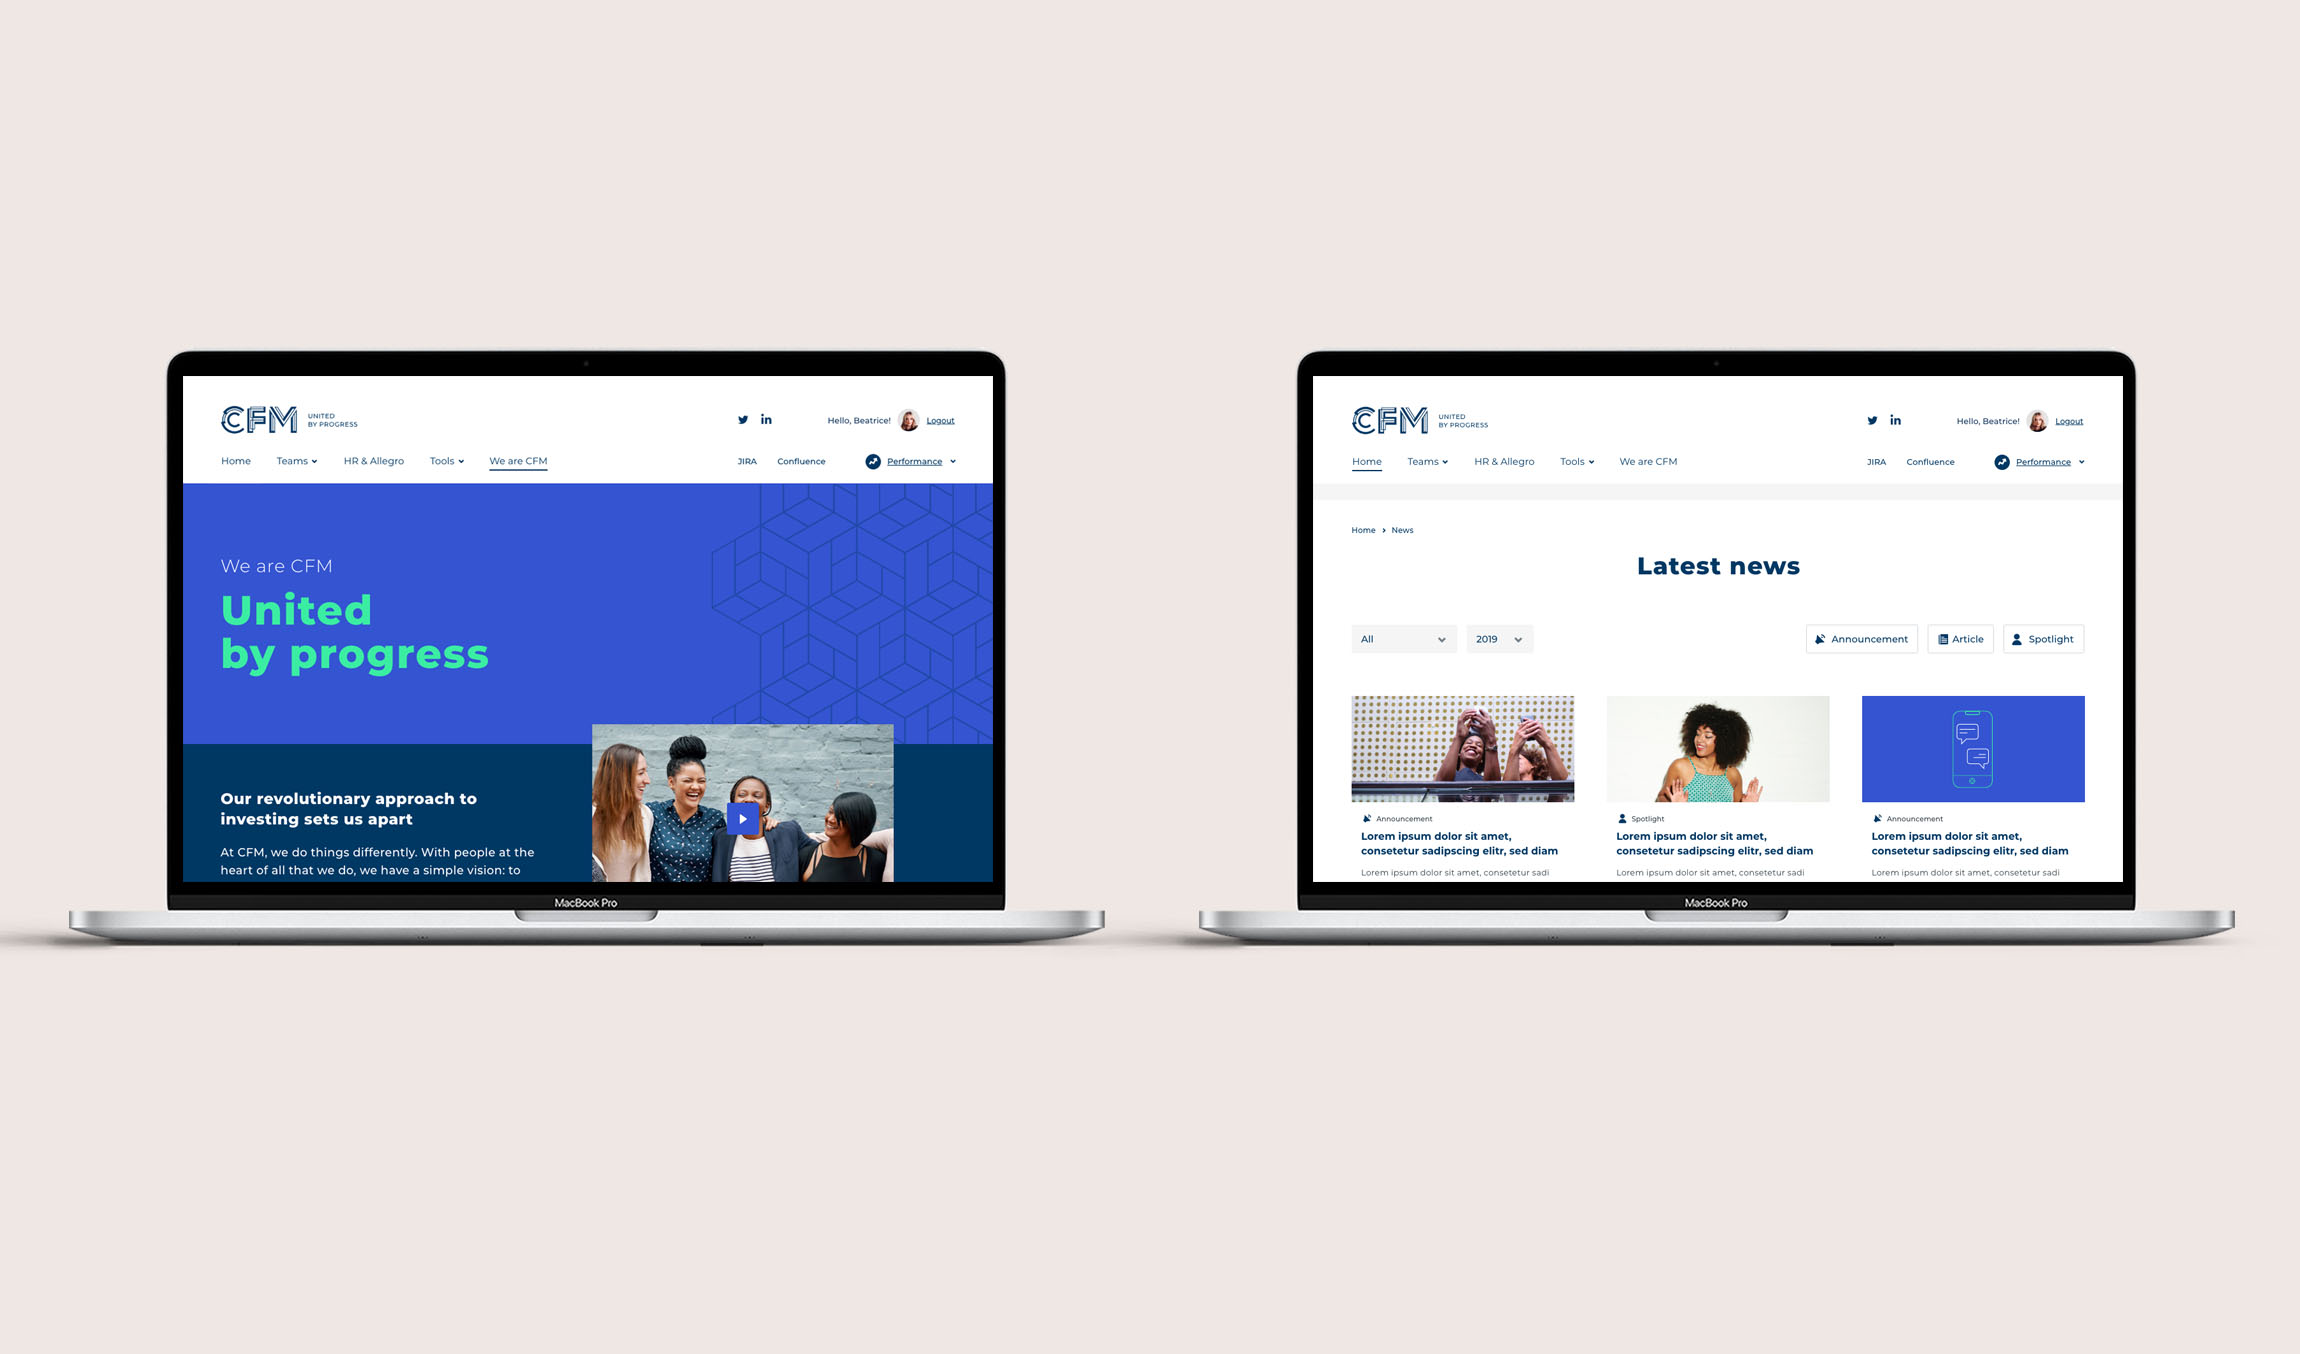 CFM
UNITED
BY PROGRESS
Hello, Beatrice!
Logout
Home
Teams
HR & Allegro
Tools
We are CFM
JIRA
Confluence
Performance
We are CFM
United
by progress
Our revolutionary approach to
investing sets us apart
At CFM, we do things differently. With people at the
heart of all that we do, we have a simple vision: to
MacBook Pro
CFM
UNITED
BY PROGRESS
Hello, Beatrice!
Logout
Home
Teams
HR & Allegro
Tools
We are CFM
JIRA
Confluence
Performance
Home
News
Latest news
All
2019
Announcement
Article
Spotlight
Announcement
Lorem ipsum dolor sit amet,
consetetur sadipscing elitr, sed diam
Lorem ipsum dolor sit amet, consetetur sadi
Spotlight
Lorem ipsum dolor sit amet,
consetetur sadipscing elitr, sed diam
Lorem ipsum dolor sit amet, consetetur sadi
Announcement
Lorem ipsum dolor sit amet,
consetetur sadipscing elitr, sed diam
Lorem ipsum dolor sit amet, consetetur sadi
MacBook Pro